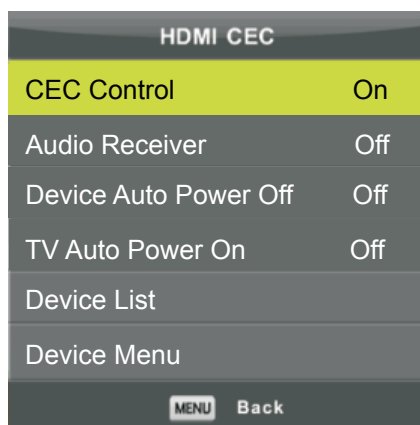 HDMI CEC
CEC Control On
Audio Receiver Off
Device Auto Power Off Off
TV Auto Power On Off
Device List
Device Menu
MENU Back